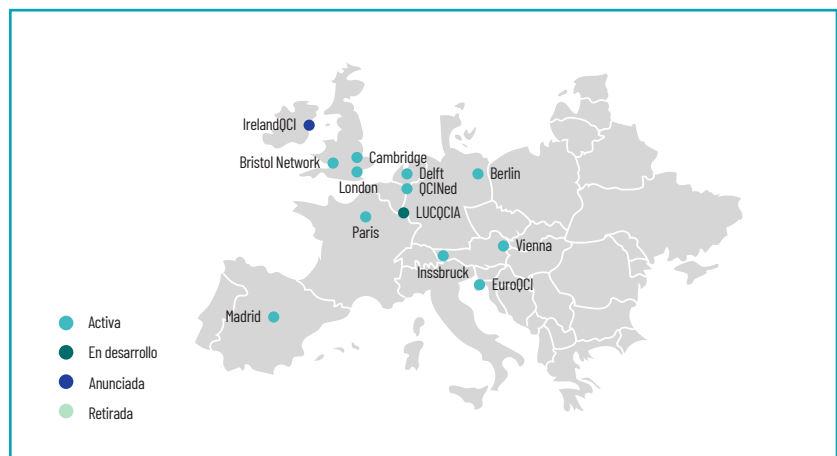 IrelandQCI
Bristol Network
Cambridge
London
Delft
QCINed
Berlin
LUCQCIA
Paris
Vienna
Inssbruck
EuroQCI
Madrid
Activa
En desarrollo
Anunciada
Retirada